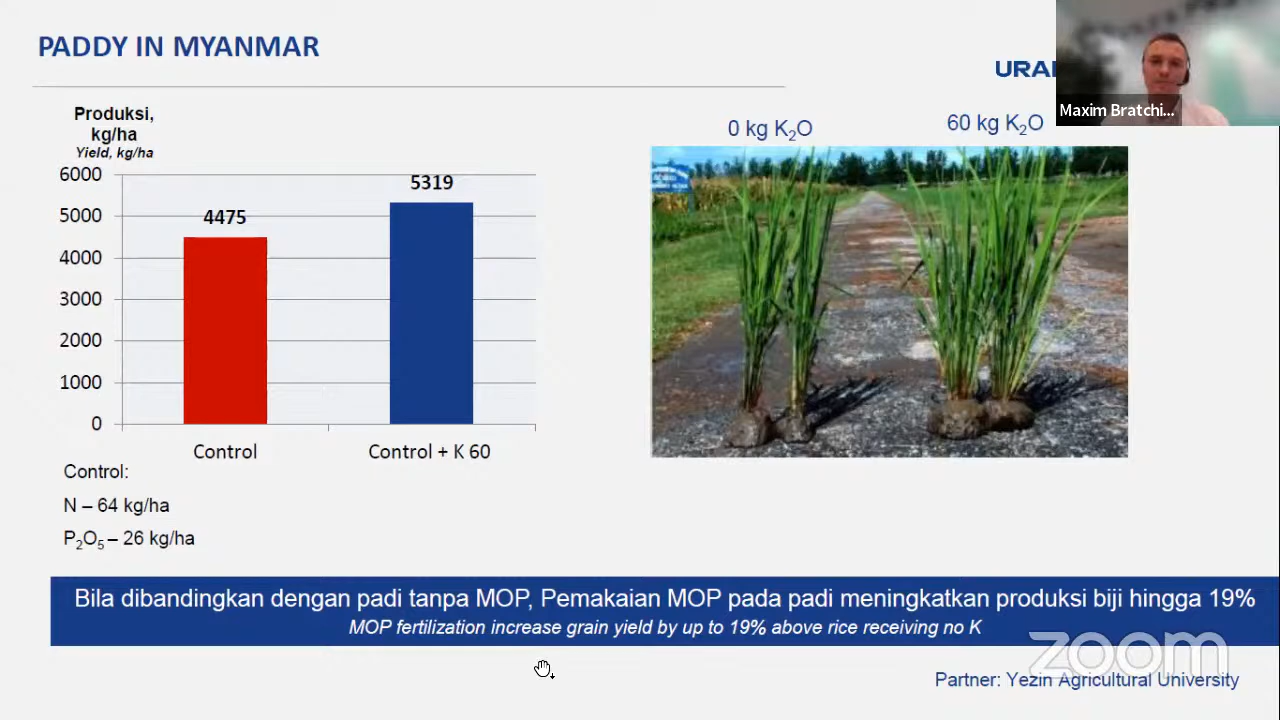 PADDY IN MYANMAR
URAL
Maxim Bratchi...
Produksi,
kg/ha
Yield, kg/ha
0 kg K₂O
60 kg K₂O
6000
5000
4000
3000
2000
1000
0
4475
5319
Control
Control + K 60
Control:
N – 64 kg/ha
P₂O₅ – 26 kg/ha
Bila dibandingkan dengan padi tanpa MOP, Pemakaian MOP pada padi meningkatkan produksi biji hingga 19%
MOP fertilization increase grain yield by up to 19% above rice receiving no K
zoom
Partner: Yezin Agricultural University